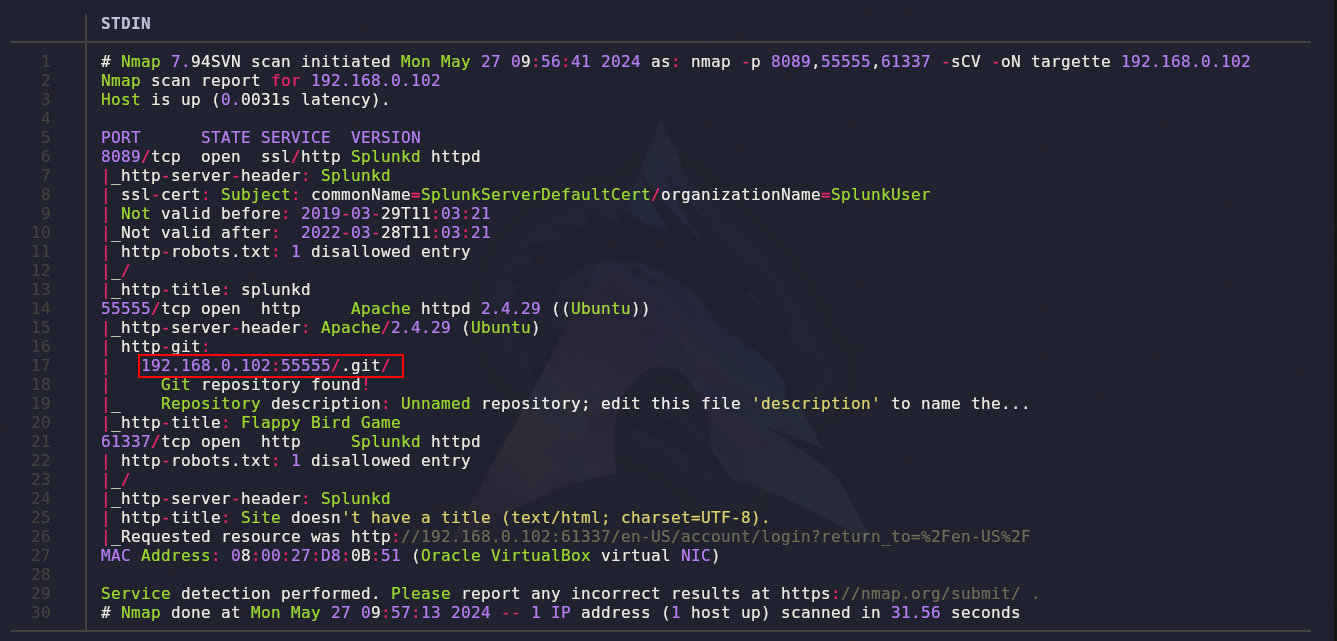 STDIN
1 # Nmap 7.94SVN scan initiated Mon May 27 09:56:41 2024 as: nmap -p 8089,55555,61337 -sCV -oN targette 192.168.0.102
2 Nmap scan report for 192.168.0.102
3 Host is up (0.0031s latency).
4
5 PORT      STATE SERVICE  VERSION
6 8089/tcp  open  ssl/http Splunkd httpd
7 |_http-server-header: Splunkd
8 | ssl-cert: Subject: commonName=SplunkServerDefaultCert/organizationName=SplunkUser
9 | Not valid before: 2019-03-29T11:03:21
10 |_Not valid after:  2022-03-28T11:03:21
11 | http-robots.txt: 1 disallowed entry
12 |_/
13 |_http-title: splunkd
14 55555/tcp open  http     Apache httpd 2.4.29 ((Ubuntu))
15 |_http-server-header: Apache/2.4.29 (Ubuntu)
16 | http-git:
17 |   192.168.0.102:55555/.git/
18 |     Git repository found!
19 |_    Repository description: Unnamed repository; edit this file 'description' to name the...
20 |_http-title: Flappy Bird Game
21 61337/tcp open  http     Splunkd httpd
22 | http-robots.txt: 1 disallowed entry
23 |_/
24 |_http-server-header: Splunkd
25 | http-title: Site doesn't have a title (text/html; charset=UTF-8).
26 |_Requested resource was http://192.168.0.102:61337/en-US/account/login?return_to=%2Fen-US%2F
27 MAC Address: 08:00:27:D8:0B:51 (Oracle VirtualBox virtual NIC)
28
29 Service detection performed. Please report any incorrect results at https://nmap.org/submit/ .
30 # Nmap done at Mon May 27 09:57:13 2024 -- 1 IP address (1 host up) scanned in 31.56 seconds